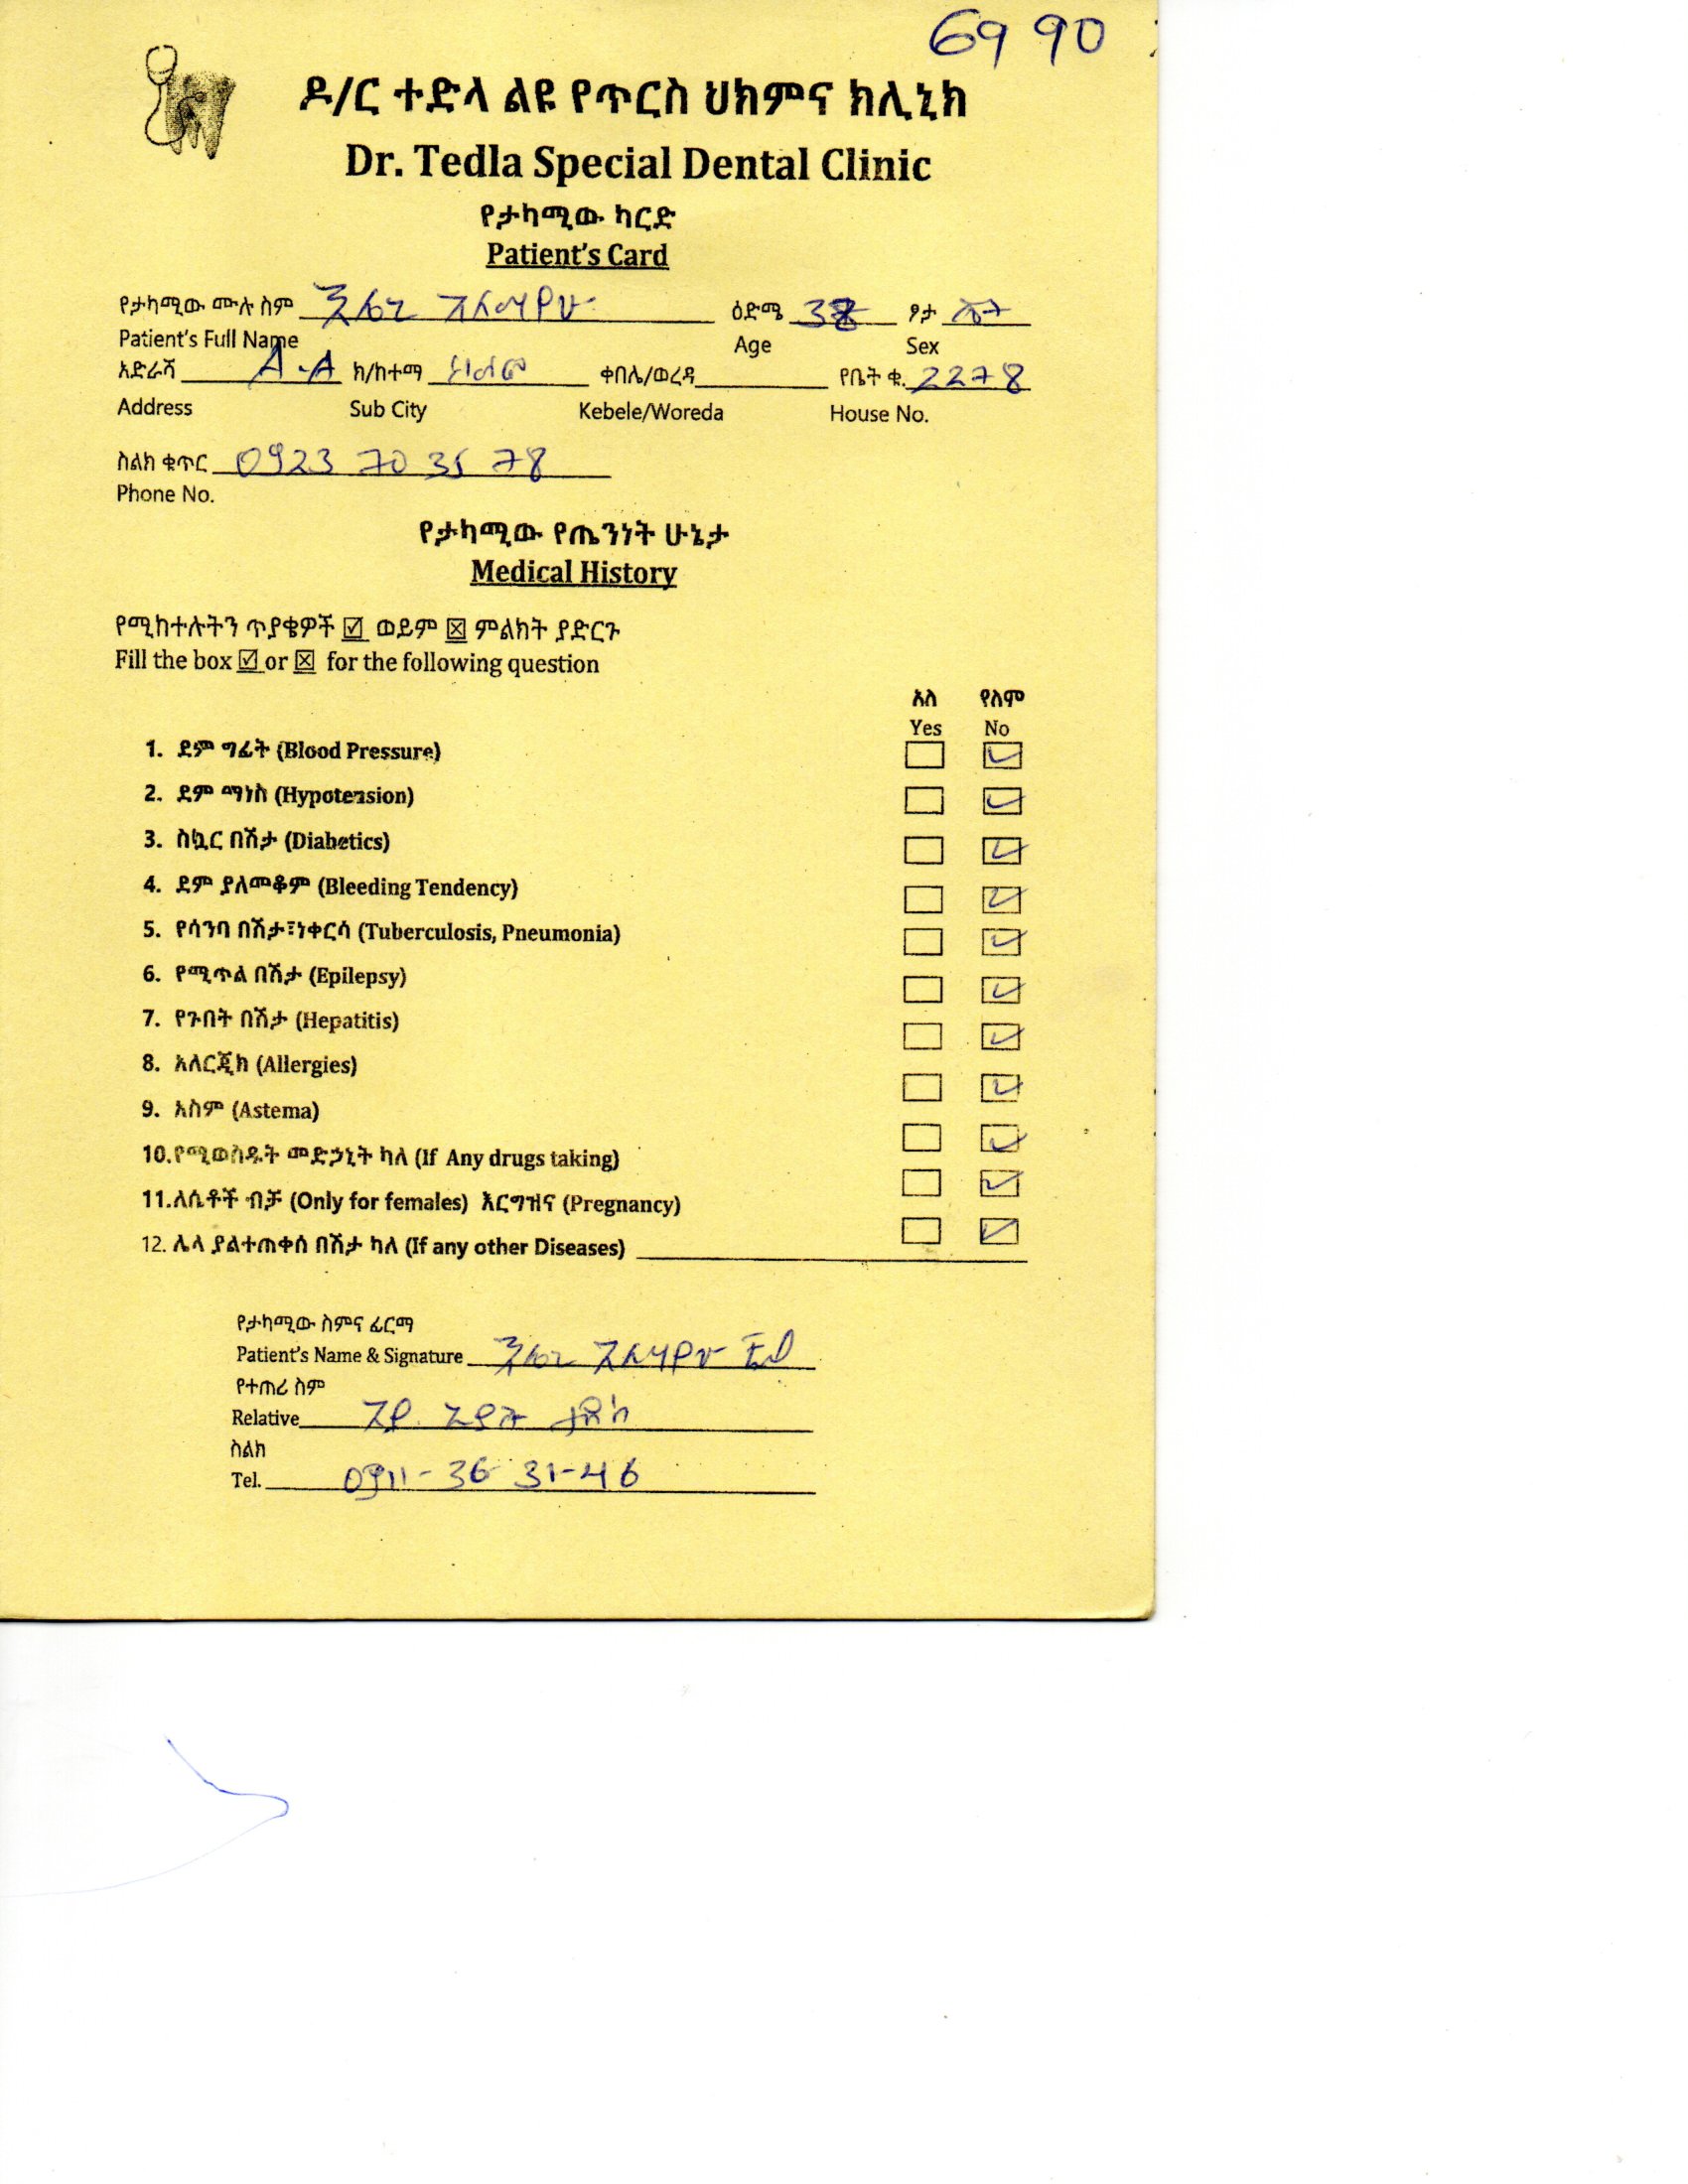 69 90
ዶ/ር ተድላ ልዩ የጥርስ ህክምና ክሊኒክ
Dr. Tedla Special Dental Clinic
የታካሚው ካርድ
Patient's Card
የታካሚው ሙሉ ስም አለማየሁ ዕድሜ 38 ፆታ ሴት
Patient's Full Name Age Sex
አድራሻ A.A ክ/ከተማ ቀበሌ/ወረዳ የቤት ቁ. 2278
Address Sub City Kebele/Woreda House No.
ስልክ ቁጥር 0923 70 35 78
Phone No.
የታካሚው የጤንነት ሁኔታ
Medical History
የሚከተሉትን ጥያቄዎች ☑ ወይም ☒ ምልክት ያድርጉ
Fill the box ☑ or ☒ for the following question
አለ የለም
Yes No
1. ደም ግፊት (Blood Pressure)
2. ደም ማነስ (Hypotension)
3. ስኳር በሽታ (Diabetics)
4. ደም ያለመቆም (Bleeding Tendency)
5. የሳንባ በሽታ፣ነቀርሳ (Tuberculosis, Pneumonia)
6. የሚጥል በሽታ (Epilepsy)
7. የጉበት በሽታ (Hepatitis)
8. አለርጂክ (Allergies)
9. አስም (Astema)
10.የሚወስዱት መድኃኒት ካለ (If Any drugs taking)
11.ለሴቶች ብቻ (Only for females) እርግዝና (Pregnancy)
12. ሌላ ያልተጠቀሰ በሽታ ካለ (If any other Diseases)
የታካሚው ስምና ፊርማ
Patient's Name & Signature አለማየሁ
የተጠሪ ስም
Relative
ስልክ
Tel. 0911-36 31-46